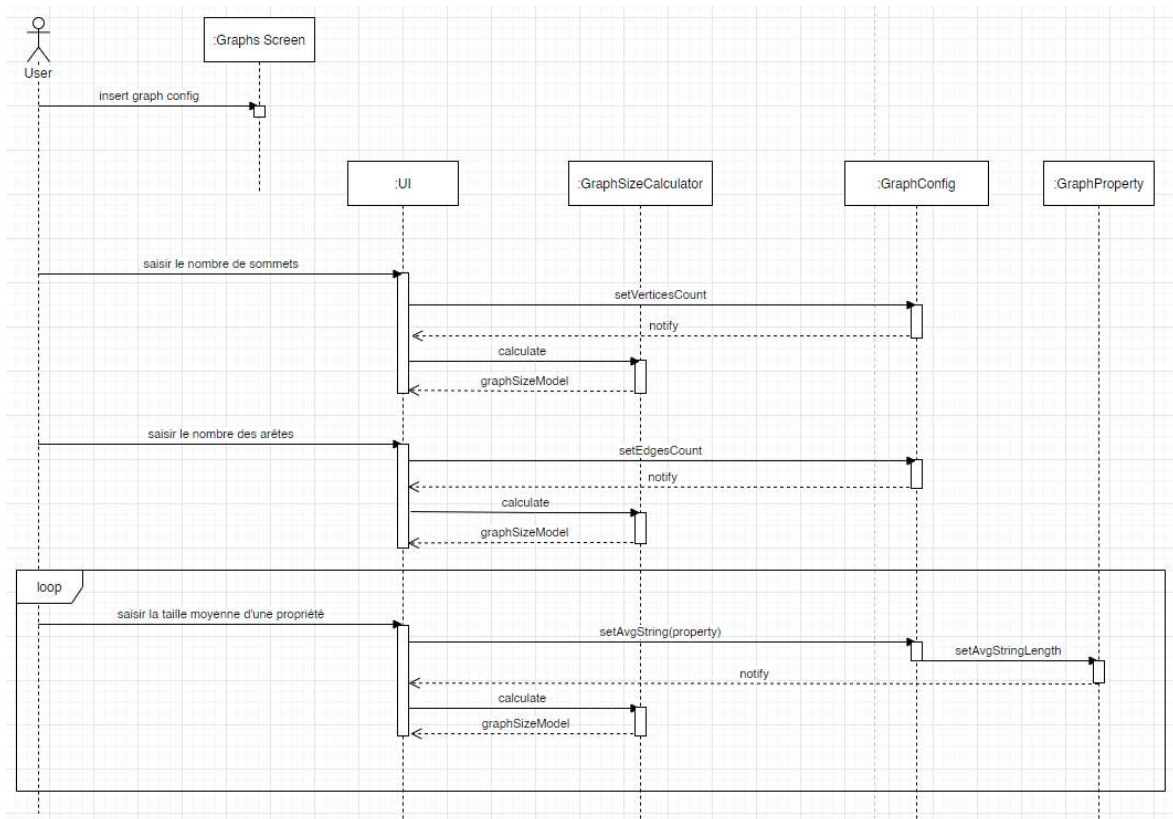 :Graphs Screen
User
insert graph config
:UI
:GraphSizeCalculator
:GraphConfig
:GraphProperty
saisir le nombre de sommets
setVerticesCount
notify
calculate
graphSizeModel
saisir le nombre des arêtes
setEdgesCount
notify
calculate
graphSizeModel
loop
saisir la taille moyenne d'une propriété
setAvgString(property)
setAvgStringLength
notify
calculate
graphSizeModel